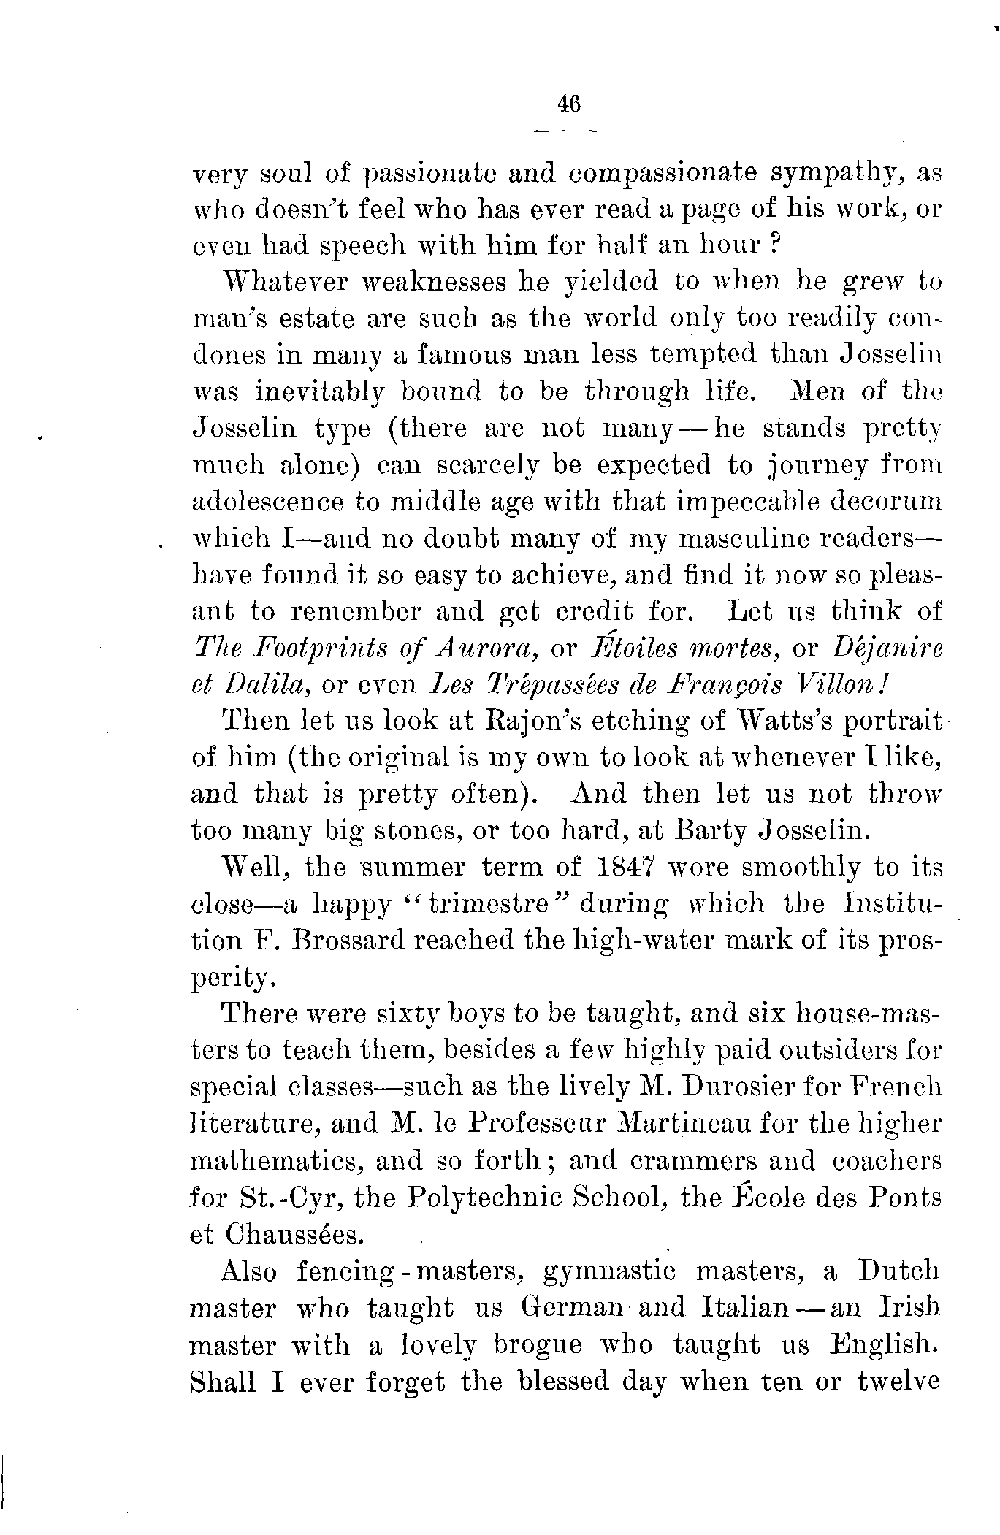 46
very soul of passionate and compassionate sympathy, as
who doesn't feel who has ever read a page of his work, or
even had speech with him for half an hour?
Whatever weaknesses he yielded to when he grew to
man's estate are such as the world only too readily con-
dones in many a famous man less tempted than Josselin
was inevitably bound to be through life. Men of the
Josselin type (there are not many—he stands pretty
much alone) can scarcely be expected to journey from
adolescence to middle age with that impeccable decorum
which I—and no doubt many of my masculine readers—
have found it so easy to achieve, and find it now so pleas-
ant to remember and get credit for. Let us think of
The Footprints of Aurora, or Étoiles mortes, or Déjanire
et Dalila, or even Les Trépassées de François Villon!
Then let us look at Rajon's etching of Watts's portrait
of him (the original is my own to look at whenever I like,
and that is pretty often). And then let us not throw
too many big stones, or too hard, at Barty Josselin.
Well, the summer term of 1847 wore smoothly to its
close—a happy "trimestre" during which the Institu-
tion F. Brossard reached the high-water mark of its pros-
perity.
There were sixty boys to be taught, and six house-mas-
ters to teach them, besides a few highly paid outsiders for
special classes—such as the lively M. Durosier for French
literature, and M. le Professeur Martineau for the higher
mathematics, and so forth; and crammers and coachers
for St.-Cyr, the Polytechnic School, the École des Ponts
et Chaussées.
Also fencing-masters, gymnastic masters, a Dutch
master who taught us German and Italian—an Irish
master with a lovely brogue who taught us English.
Shall I ever forget the blessed day when ten or twelve